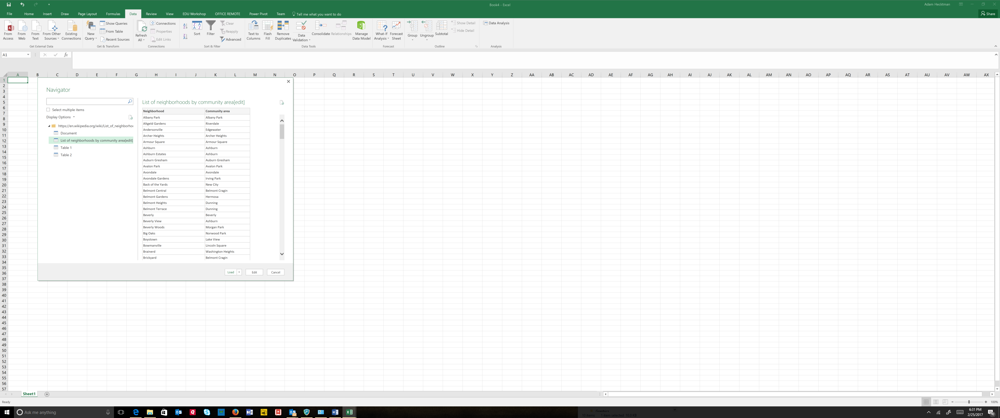 Book4 - Excel
Adam Hecktman
File Home Insert Draw Page Layout Formulas Data Review View EDU Workshop OFFICE REMOTE Power Pivot Team Tell me what you want to do
Share
From Access
From Web
From Text
From Other Sources
Existing Connections
Get External Data
New Query
Show Queries
From Table
Recent Sources
Get & Transform
Refresh All
Connections
Properties
Edit Links
Connections
Sort
Filter
Clear
Reapply
Advanced
Sort & Filter
Text to Columns
Flash Fill
Remove Duplicates
Data Validation
Consolidate
Relationships
Manage Data Model
Data Tools
What-If Analysis
Forecast Sheet
Forecast
Group
Ungroup
Subtotal
Show Detail
Hide Detail
Outline
Data Analysis
Analysis
A1
fx
A B C D E F G H I J K L M N O P Q R S T U V W X Y Z AA AB AC AD AE AF AG AH AI AJ AK AL AM AN AO AP AQ AR AS AT AU AV AW AX
1
2
3
4
5
6
7
8
9
10
11
12
13
14
15
16
17
18
19
20
21
22
23
24
25
26
27
28
29
30
31
32
33
34
35
36
37
38
39
40
41
42
43
44
45
46
47
48
49
50
51
52
53
54
55
56
57
Navigator
Select multiple items
Display Options
https://en.wikipedia.org/wiki/List_of_neighborhoo
Document
List of neighborhoods by community area[edit]
Table 1
Table 2
List of neighborhoods by community area[edit]
Neighborhood Community area
Albany Park Albany Park
Altgeld Gardens Riverdale
Andersonville Edgewater
Archer Heights Archer Heights
Armour Square Armour Square
Ashburn Ashburn
Ashburn Estates Ashburn
Auburn Gresham Auburn Gresham
Avalon Park Avalon Park
Avondale Avondale
Avondale Gardens Irving Park
Back of the Yards New City
Belmont Central Belmont Cragin
Belmont Gardens Hermosa
Belmont Heights Dunning
Belmont Terrace Dunning
Beverly Beverly
Beverly View Ashburn
Beverly Woods Morgan Park
Big Oaks Norwood Park
Boystown Lake View
Bowmanville Lincoln Square
Brainerd Washington Heights
Brickyard Belmont Cragin
Load
Edit
Cancel
Sheet1
Ready
100%
Ask me anything
Graphics
10 items 1 item selected 10.0 KB
6:31 PM
2/25/2017
10